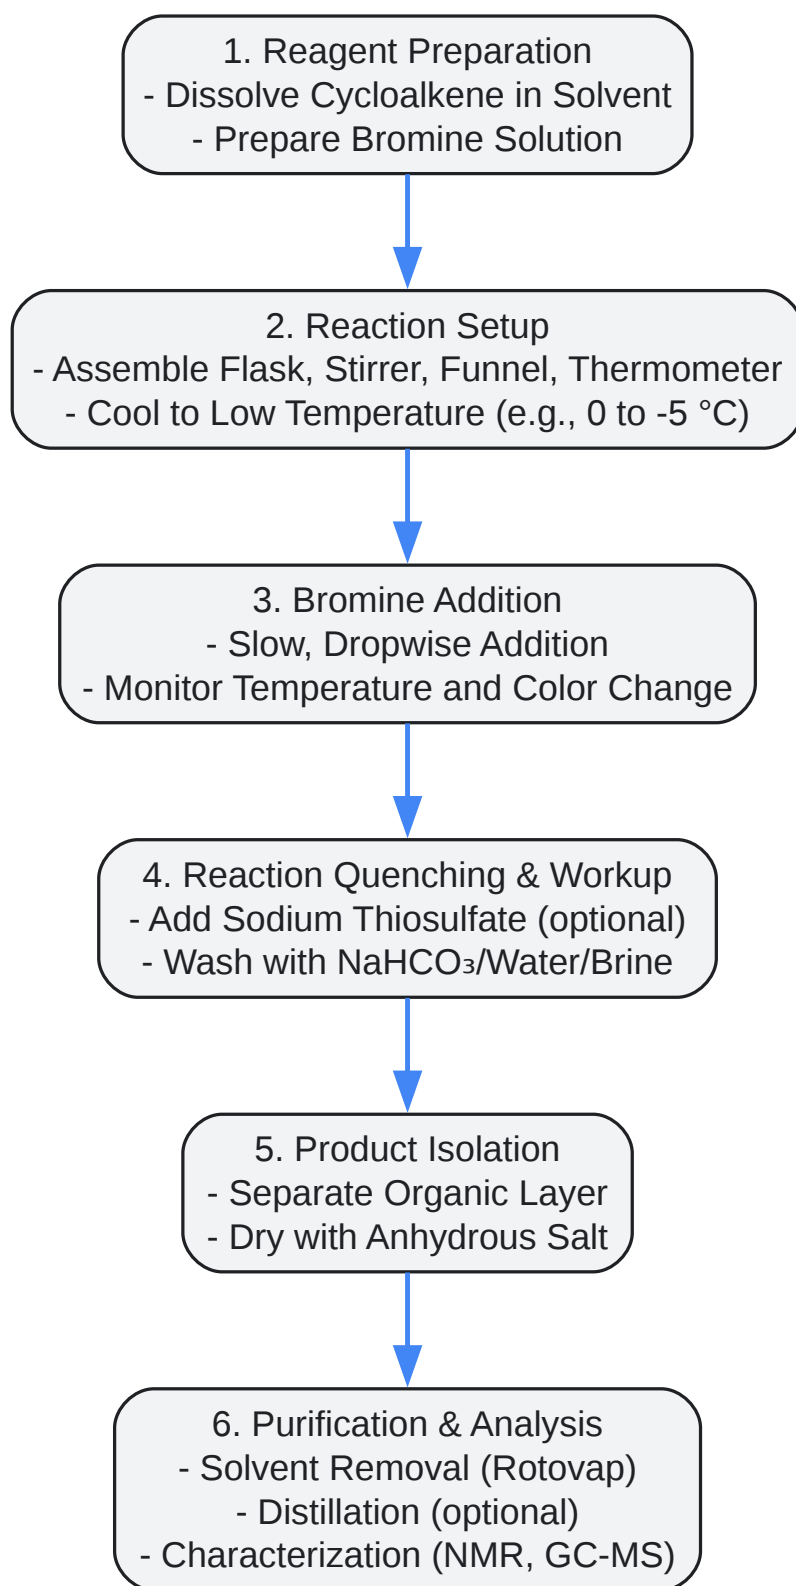 1. Reagent Preparation
- Dissolve Cycloalkene in Solvent
- Prepare Bromine Solution
2. Reaction Setup
- Assemble Flask, Stirrer, Funnel, Thermometer
- Cool to Low Temperature (e.g., 0 to -5 °C)
3. Bromine Addition
- Slow, Dropwise Addition
- Monitor Temperature and Color Change
4. Reaction Quenching & Workup
- Add Sodium Thiosulfate (optional)
- Wash with NaHCO₃/Water/Brine
5. Product Isolation
- Separate Organic Layer
- Dry with Anhydrous Salt
6. Purification & Analysis
- Solvent Removal (Rotovap)
- Distillation (optional)
- Characterization (NMR, GC-MS)